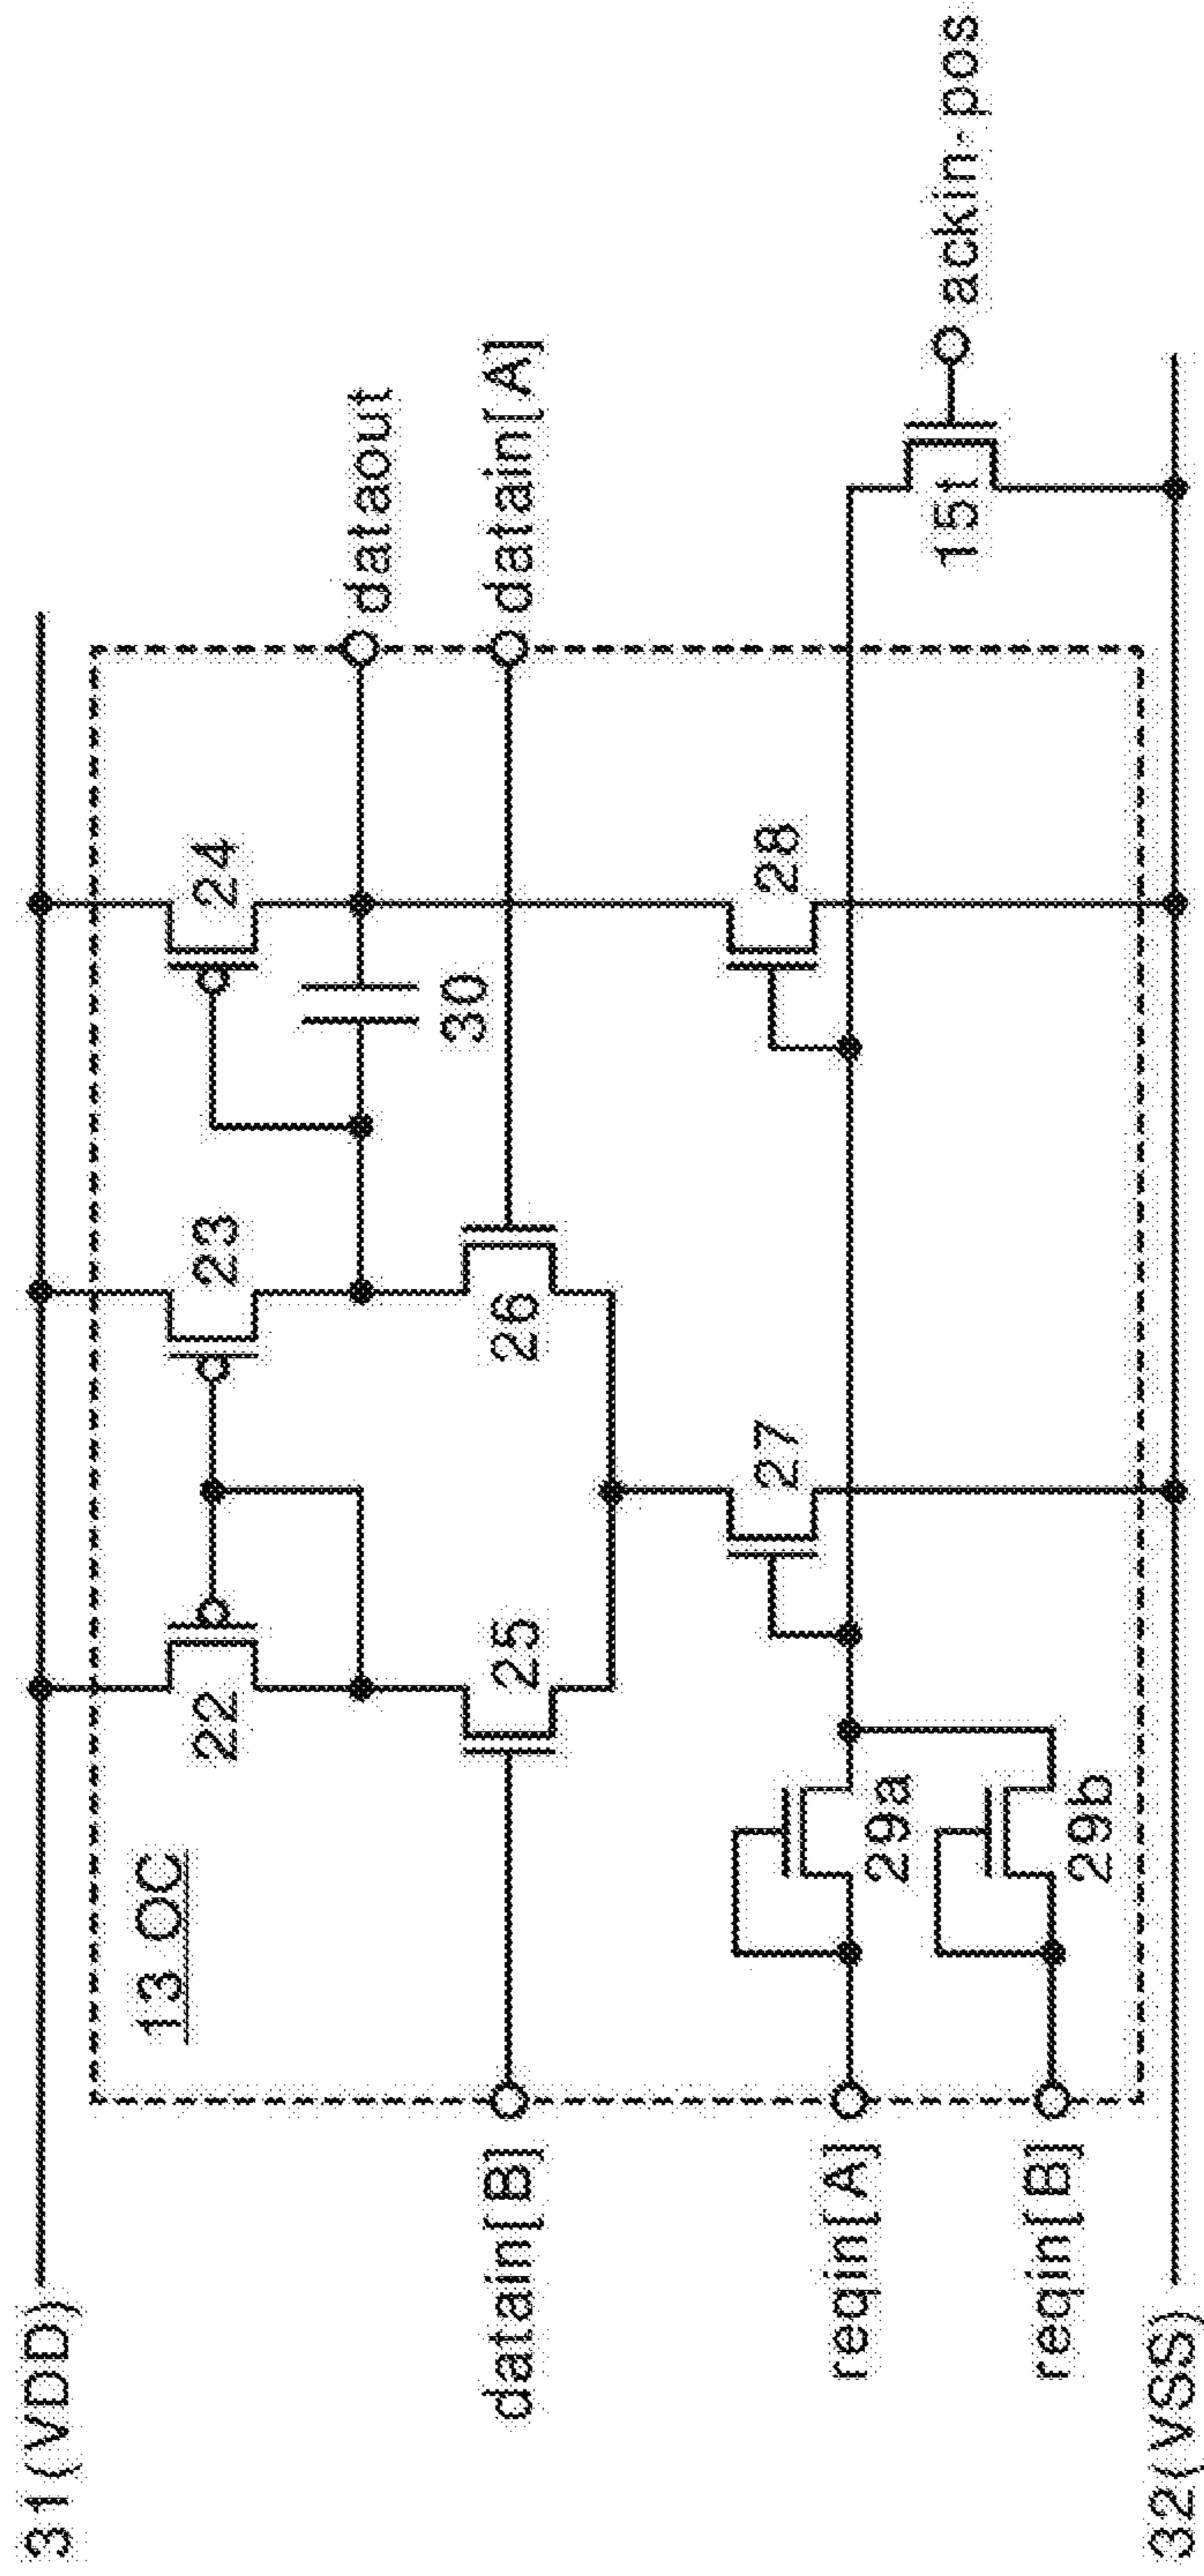 31(VDD)
13 OC
22
23
24
30
dataout
datain[B]
25
26
datain[A]
27
28
reqin[A]
29a
15t
ackin-pos
reqin[B]
29b
32(VSS)